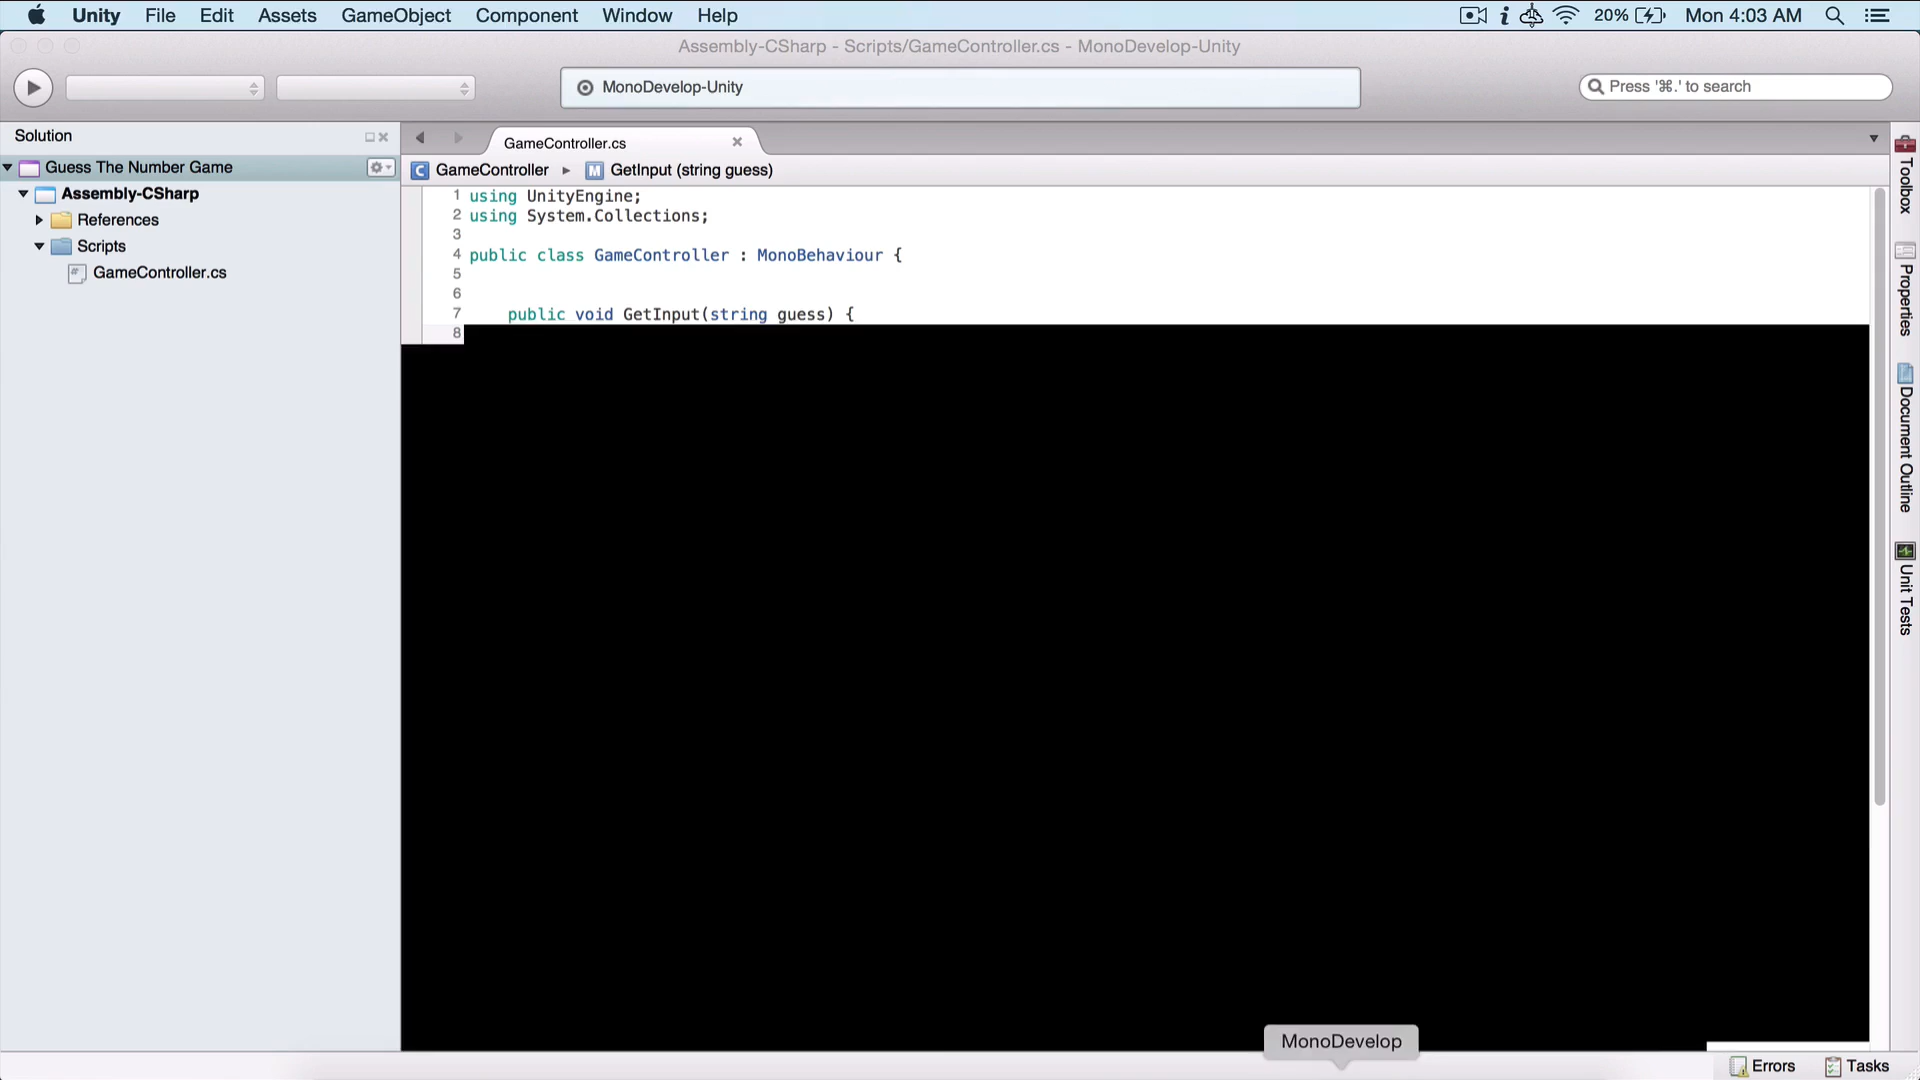 Unity File Edit Assets GameObject Component Window Help 20% Mon 4:03 AM
Assembly-CSharp - Scripts/GameController.cs - MonoDevelop-Unity
MonoDevelop-Unity
Press '⌘.' to search
Solution
Guess The Number Game
Assembly-CSharp
References
Scripts
GameController.cs
GameController.cs
C GameController M GetInput (string guess)
1 using UnityEngine;
2 using System.Collections;
3
4 public class GameController : MonoBehaviour {
5
6
7 public void GetInput(string guess) {
8
Toolbox
Properties
Document Outline
Unit Tests
MonoDevelop
Errors Tasks